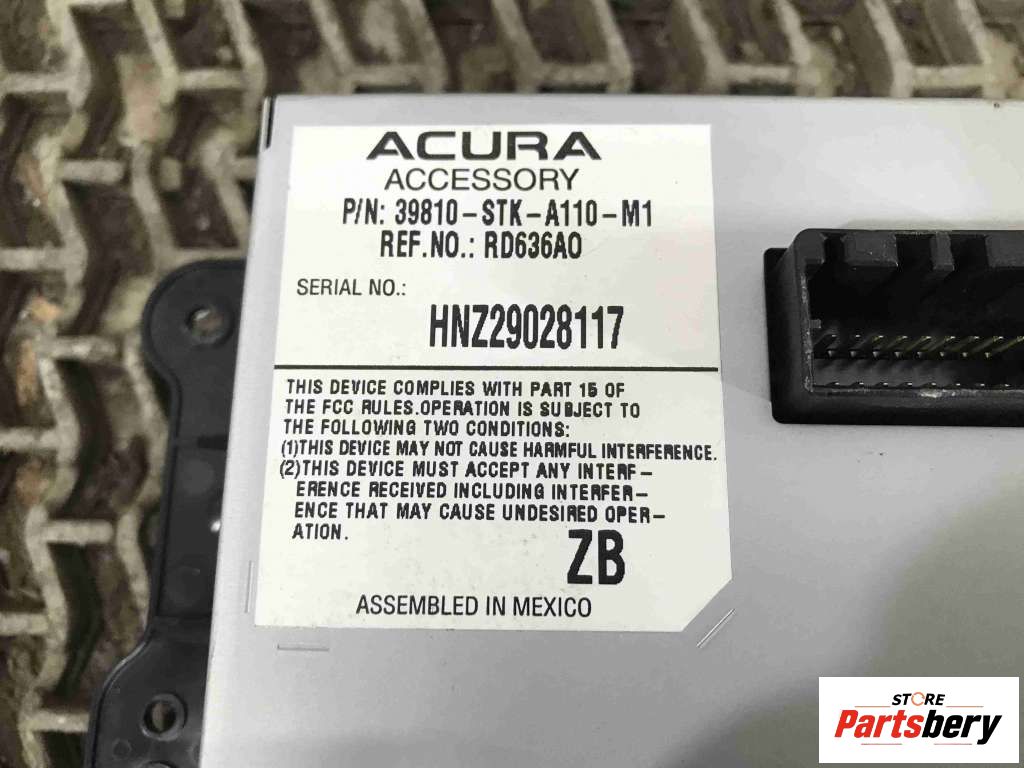 ACURA
ACCESSORY
P/N: 39810-STK-A110-M1
REF.NO.: RD636A0
SERIAL NO.:
HNZ29028117
THIS DEVICE COMPLIES WITH PART 15 OF
THE FCC RULES.OPERATION IS SUBJECT TO
THE FOLLOWING TWO CONDITIONS:
(1)THIS DEVICE MAY NOT CAUSE HARMFUL INTERFERENCE.
(2)THIS DEVICE MUST ACCEPT ANY INTERF-
ERENCE RECEIVED INCLUDING INTERFER-
ENCE THAT MAY CAUSE UNDESIRED OPER-
ATION.
ZB
ASSEMBLED IN MEXICO
STORE
Partsbery